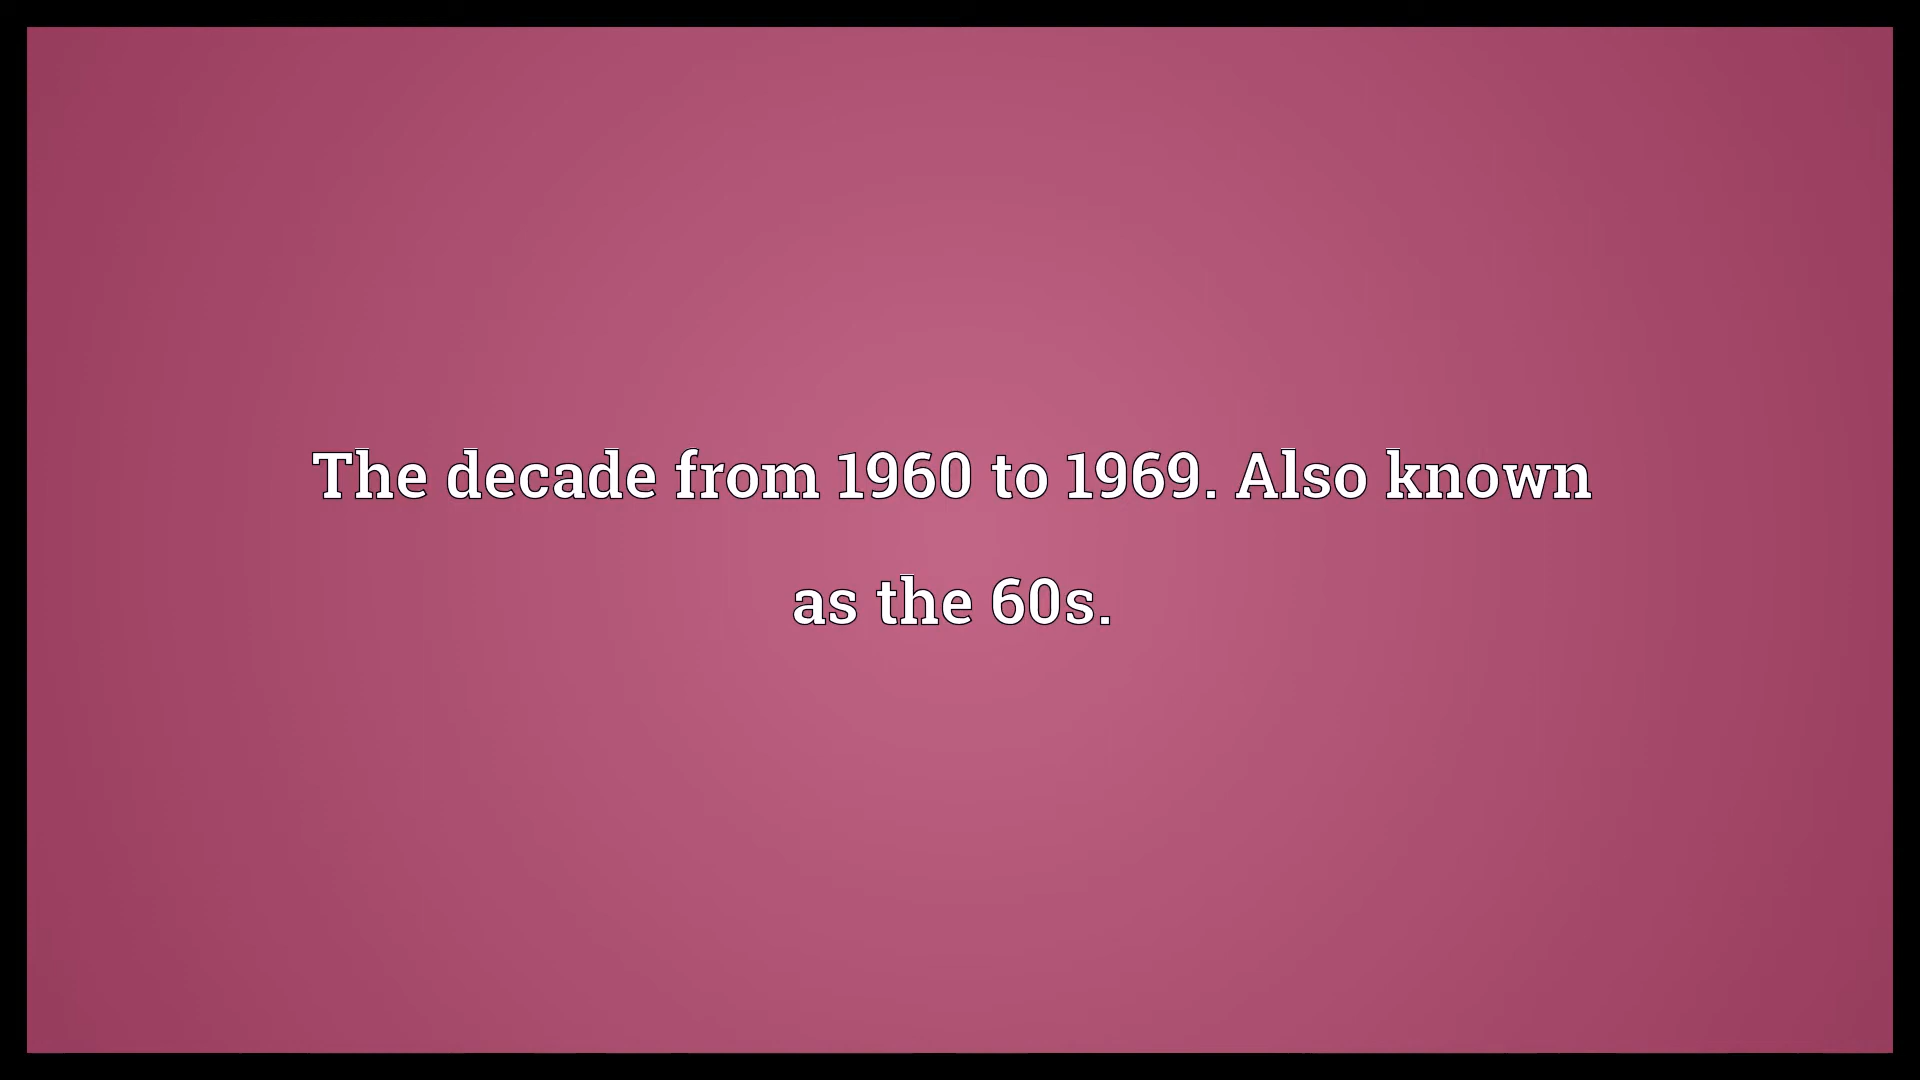 The decade from 1960 to 1969. Also known
as the 60s.